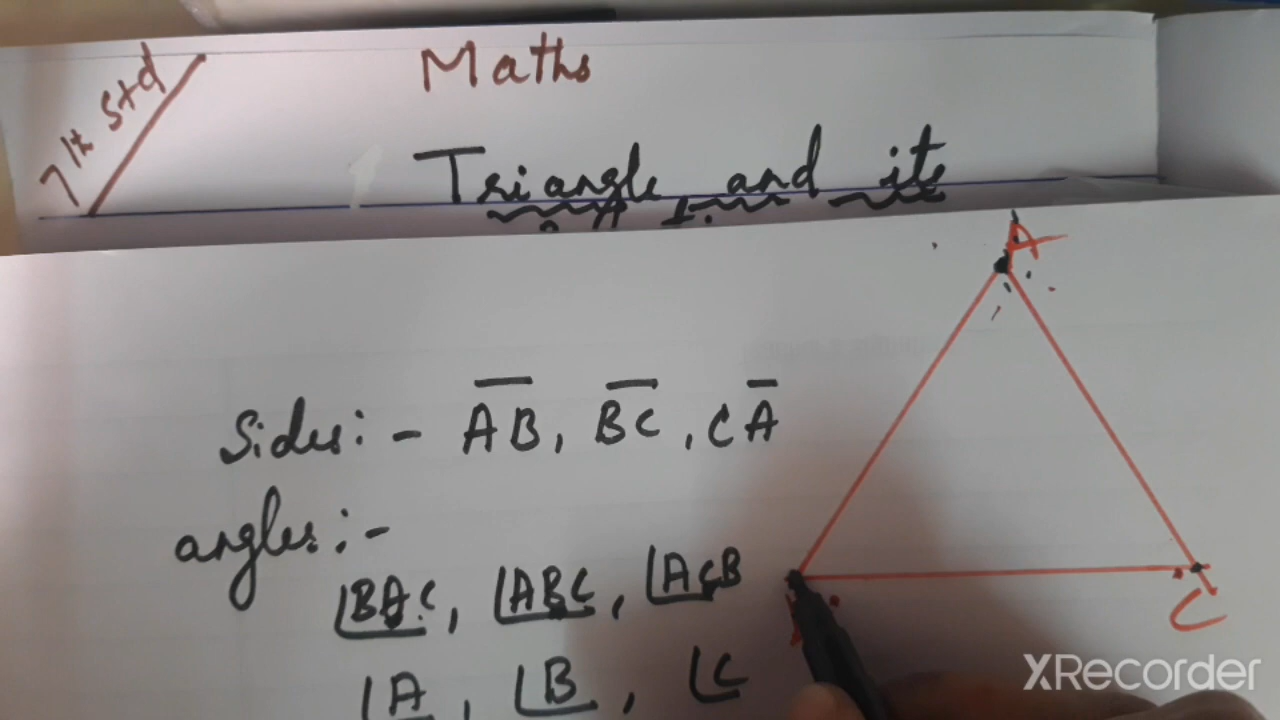 7th std
Maths
Triangle and its
A
Sides:- AB, BC, CA
angles:-
∠BAC, ∠ABC, ∠ACB
∠A, ∠B, ∠C
C
XRecorder